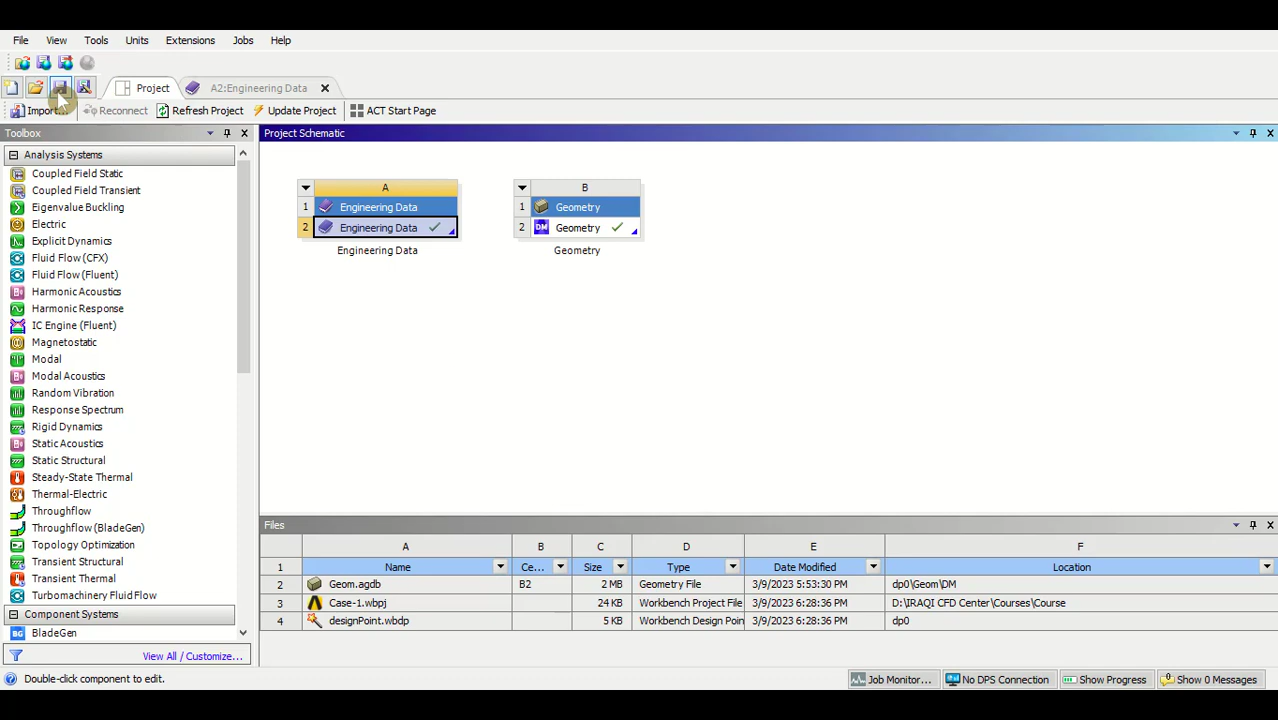 File View Tools Units Extensions Jobs Help
Project A2:Engineering Data
Import... Reconnect Refresh Project Update Project ACT Start Page
Toolbox
Analysis Systems
Coupled Field Static
Coupled Field Transient
Eigenvalue Buckling
Electric
Explicit Dynamics
Fluid Flow (CFX)
Fluid Flow (Fluent)
Harmonic Acoustics
Harmonic Response
IC Engine (Fluent)
Magnetostatic
Modal
Modal Acoustics
Random Vibration
Response Spectrum
Rigid Dynamics
Static Acoustics
Static Structural
Steady-State Thermal
Thermal-Electric
Throughflow
Throughflow (BladeGen)
Topology Optimization
Transient Structural
Transient Thermal
Turbomachinery Fluid Flow
Component Systems
BG BladeGen
View All / Customize...
Project Schematic
A
1 Engineering Data
2 Engineering Data
Engineering Data
B
1 Geometry
2 DM Geometry
Geometry
Files
A B C D E F
1 Name Ce... Size Type Date Modified Location
2 Geom.agdb B2 2 MB Geometry File 3/9/2023 5:53:30 PM dp0\Geom\DM
3 Case-1.wbpj 24 KB Workbench Project File 3/9/2023 6:28:36 PM D:\IRAQI CFD Center\Courses\Course
4 designPoint.wbdp 5 KB Workbench Design Poin 3/9/2023 6:28:36 PM dp0
Double-click component to edit.
Job Monitor... No DPS Connection Show Progress Show 0 Messages